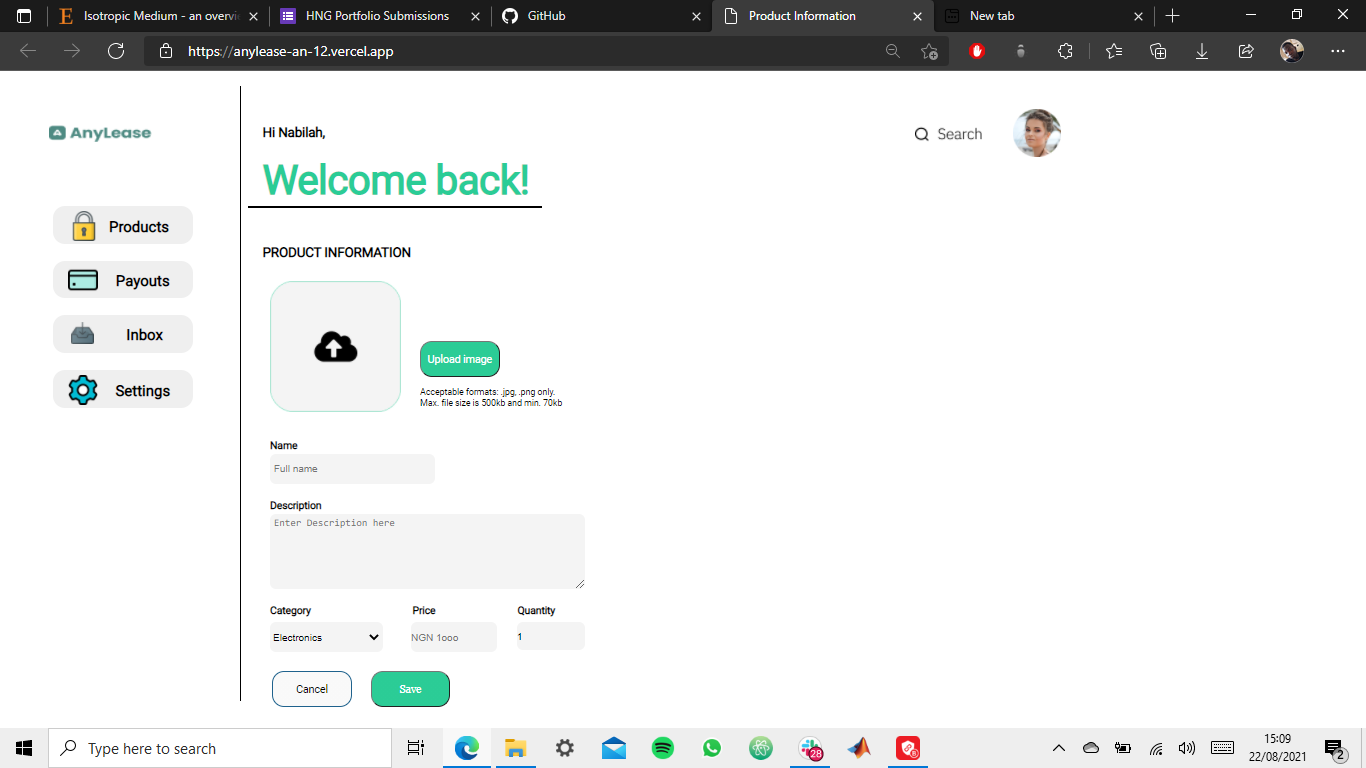 Isotropic Medium - an overvi
HNG Portfolio Submissions
GitHub
Product Information
New tab
https://anylease-an-12.vercel.app
A AnyLease
Hi Nabilah,
Search
Welcome back!
Products
Payouts
Inbox
Settings
PRODUCT INFORMATION
Upload image
Acceptable formats: .jpg, .png only.
Max. file size is 500kb and min. 70kb
Name
Full name
Description
Enter Description here
Category
Price
Quantity
Electronics
NGN 1ooo
1
Cancel
Save
Type here to search
28
15:09
22/08/2021
2